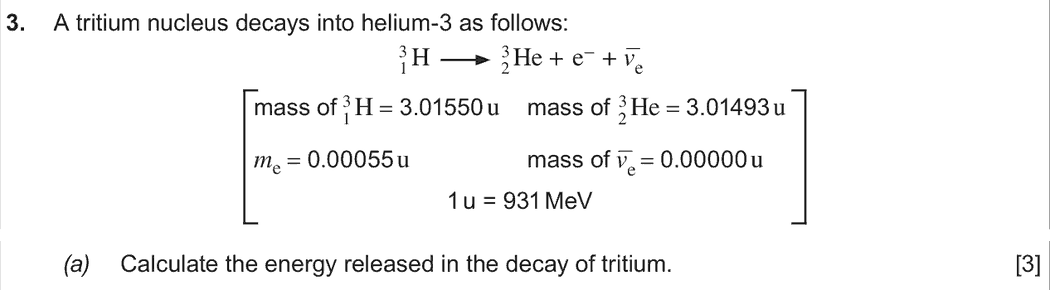 3. A tritium nucleus decays into helium-3 as follows:
³₁H ⟶ ³₂He + e⁻ + ν̅ₑ
mass of ³₁H = 3.01550 u mass of ³₂He = 3.01493 u
mₑ = 0.00055 u mass of ν̅ₑ = 0.00000 u
1 u = 931 MeV
(a) Calculate the energy released in the decay of tritium. [3]